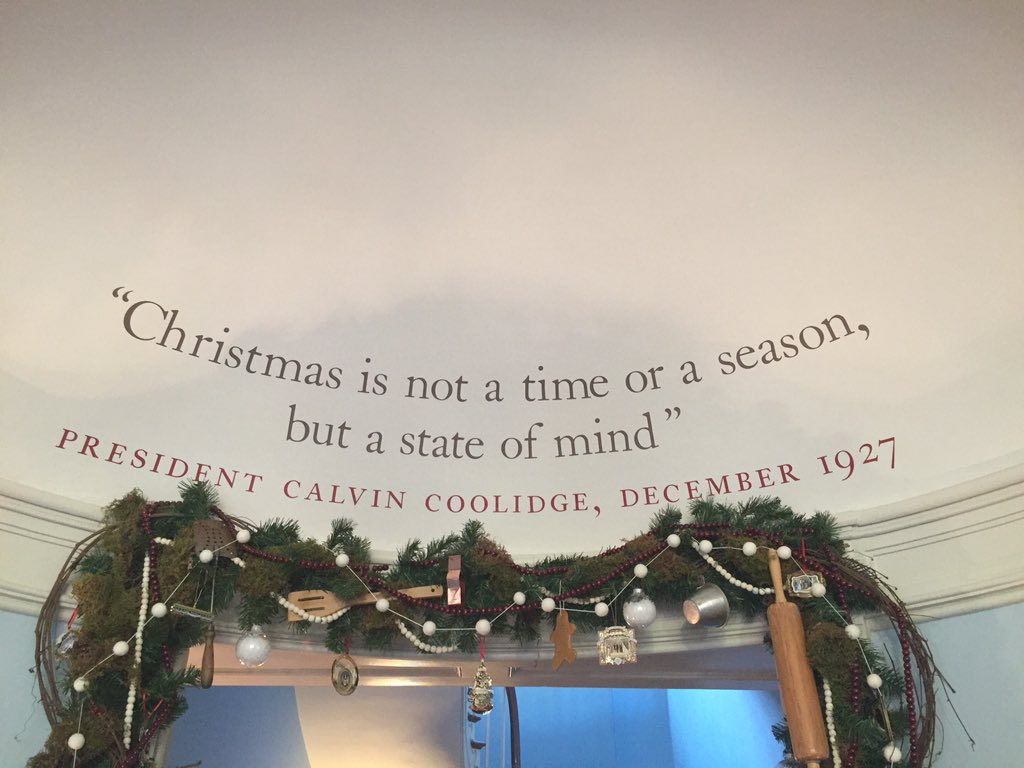 “Christmas is not a time or a season,
but a state of mind”
PRESIDENT CALVIN COOLIDGE, DECEMBER 1927